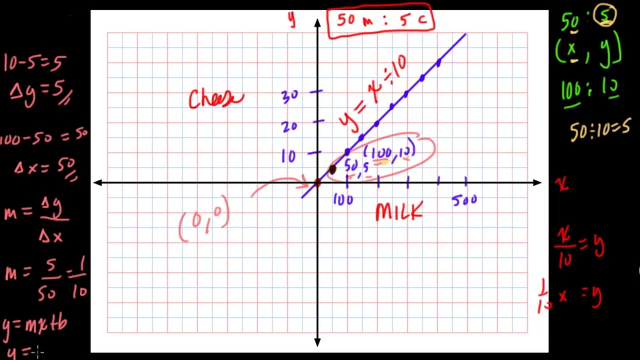 y
50 m : 5 c
10-5=5
Δy=5
100-50=50
Δx=50
m = Δy/Δx
m = 5/50 = 1/10
y=mx+b
y=
Cheese
30
20
10
y = x ÷ 10
(100, 10)
50, 5
(0,0)
100
500
MILK
x
50 : 5
(x, y)
100 : 10
50÷10=5
x/10 = y
1/10 x = y